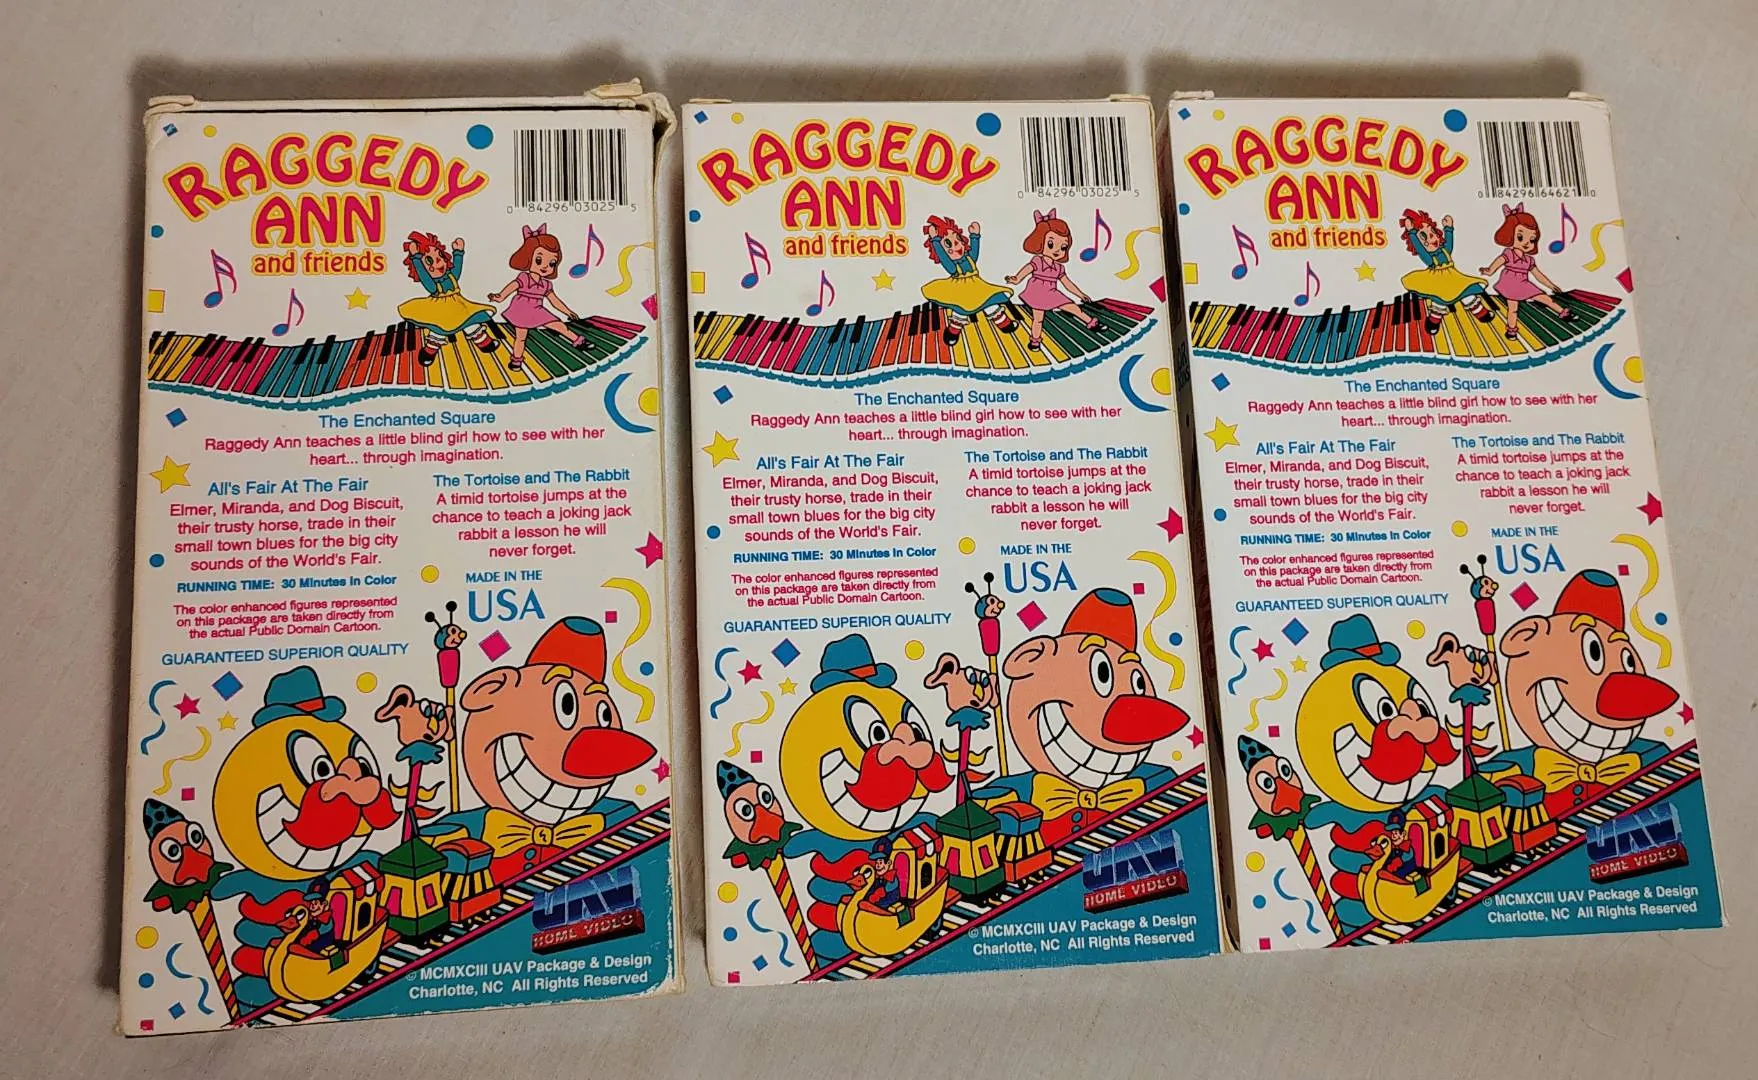 RAGGEDY
ANN
and friends
0 84296 03025 5
The Enchanted Square
Raggedy Ann teaches a little blind girl how to see with her
heart... through imagination.
All's Fair At The Fair
Elmer, Miranda, and Dog Biscuit,
their trusty horse, trade in their
small town blues for the big city
sounds of the World's Fair.
The Tortoise and The Rabbit
A timid tortoise jumps at the
chance to teach a joking jack
rabbit a lesson he will
never forget.
RUNNING TIME: 30 Minutes In Color
The color enhanced figures represented
on this package are taken directly from
the actual Public Domain Cartoon.
GUARANTEED SUPERIOR QUALITY
MADE IN THE
USA
UAV
HOME VIDEO
© MCMXCIII UAV Package & Design
Charlotte, NC All Rights Reserved
RAGGEDY
ANN
and friends
0 84296 03025 5
The Enchanted Square
Raggedy Ann teaches a little blind girl how to see with her
heart... through imagination.
All's Fair At The Fair
Elmer, Miranda, and Dog Biscuit,
their trusty horse, trade in their
small town blues for the big city
sounds of the World's Fair.
The Tortoise and The Rabbit
A timid tortoise jumps at the
chance to teach a joking jack
rabbit a lesson he will
never forget.
RUNNING TIME: 30 Minutes In Color
The color enhanced figures represented
on this package are taken directly from
the actual Public Domain Cartoon.
GUARANTEED SUPERIOR QUALITY
MADE IN THE
USA
UAV
HOME VIDEO
© MCMXCIII UAV Package & Design
Charlotte, NC All Rights Reserved
RAGGEDY
ANN
and friends
0 84296 64621 0
The Enchanted Square
Raggedy Ann teaches a little blind girl how to see with her
heart... through imagination.
All's Fair At The Fair
Elmer, Miranda, and Dog Biscuit,
their trusty horse, trade in their
small town blues for the big city
sounds of the World's Fair.
The Tortoise and The Rabbit
A timid tortoise jumps at the
chance to teach a joking jack
rabbit a lesson he will
never forget.
RUNNING TIME: 30 Minutes In Color
The color enhanced figures represented
on this package are taken directly from
the actual Public Domain Cartoon.
GUARANTEED SUPERIOR QUALITY
MADE IN THE
USA
UAV
HOME VIDEO
© MCMXCIII UAV Package & Design
Charlotte, NC All Rights Reserved